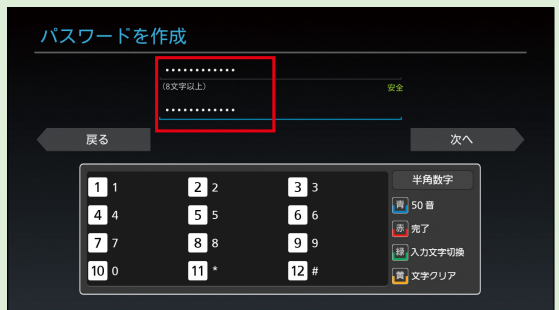 パスワードを作成
••••••••••••
(8文字以上) 安全
••••••••••••
戻る 次へ
半角数字
1 1 2 2 3 3
青 50音
4 4 5 5 6 6
赤 完了
7 7 8 8 9 9
緑 入力文字切換
10 0 11 * 12 #
黄 文字クリア